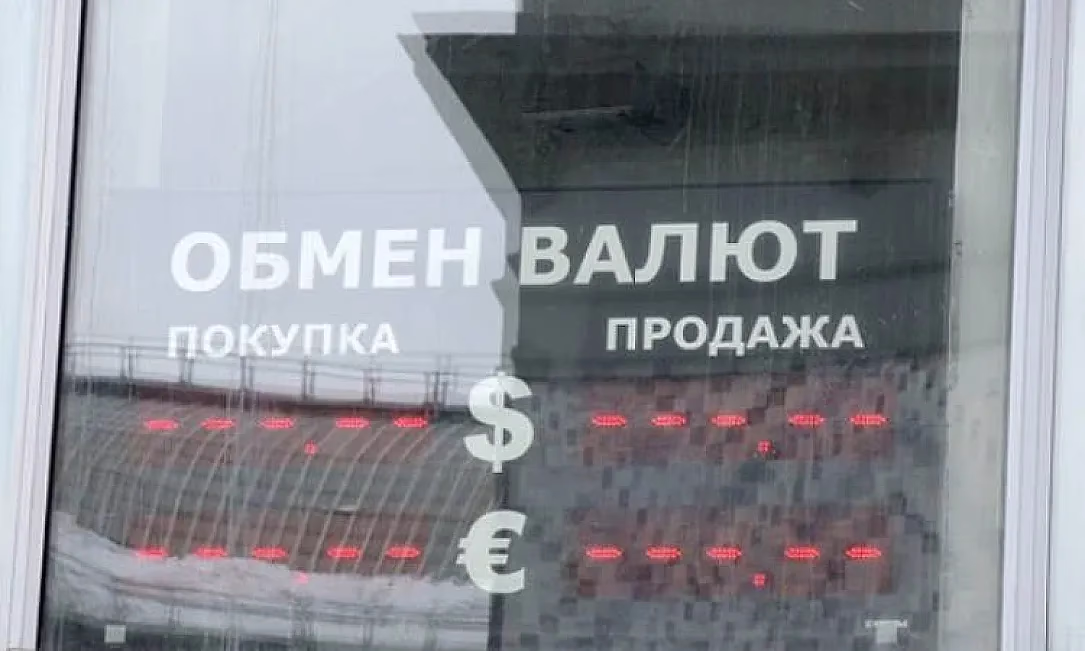 ОБМЕН ВАЛЮТ
ПОКУПКА ПРОДАЖА
---.-- $ ---.--
---.-- € ---.--